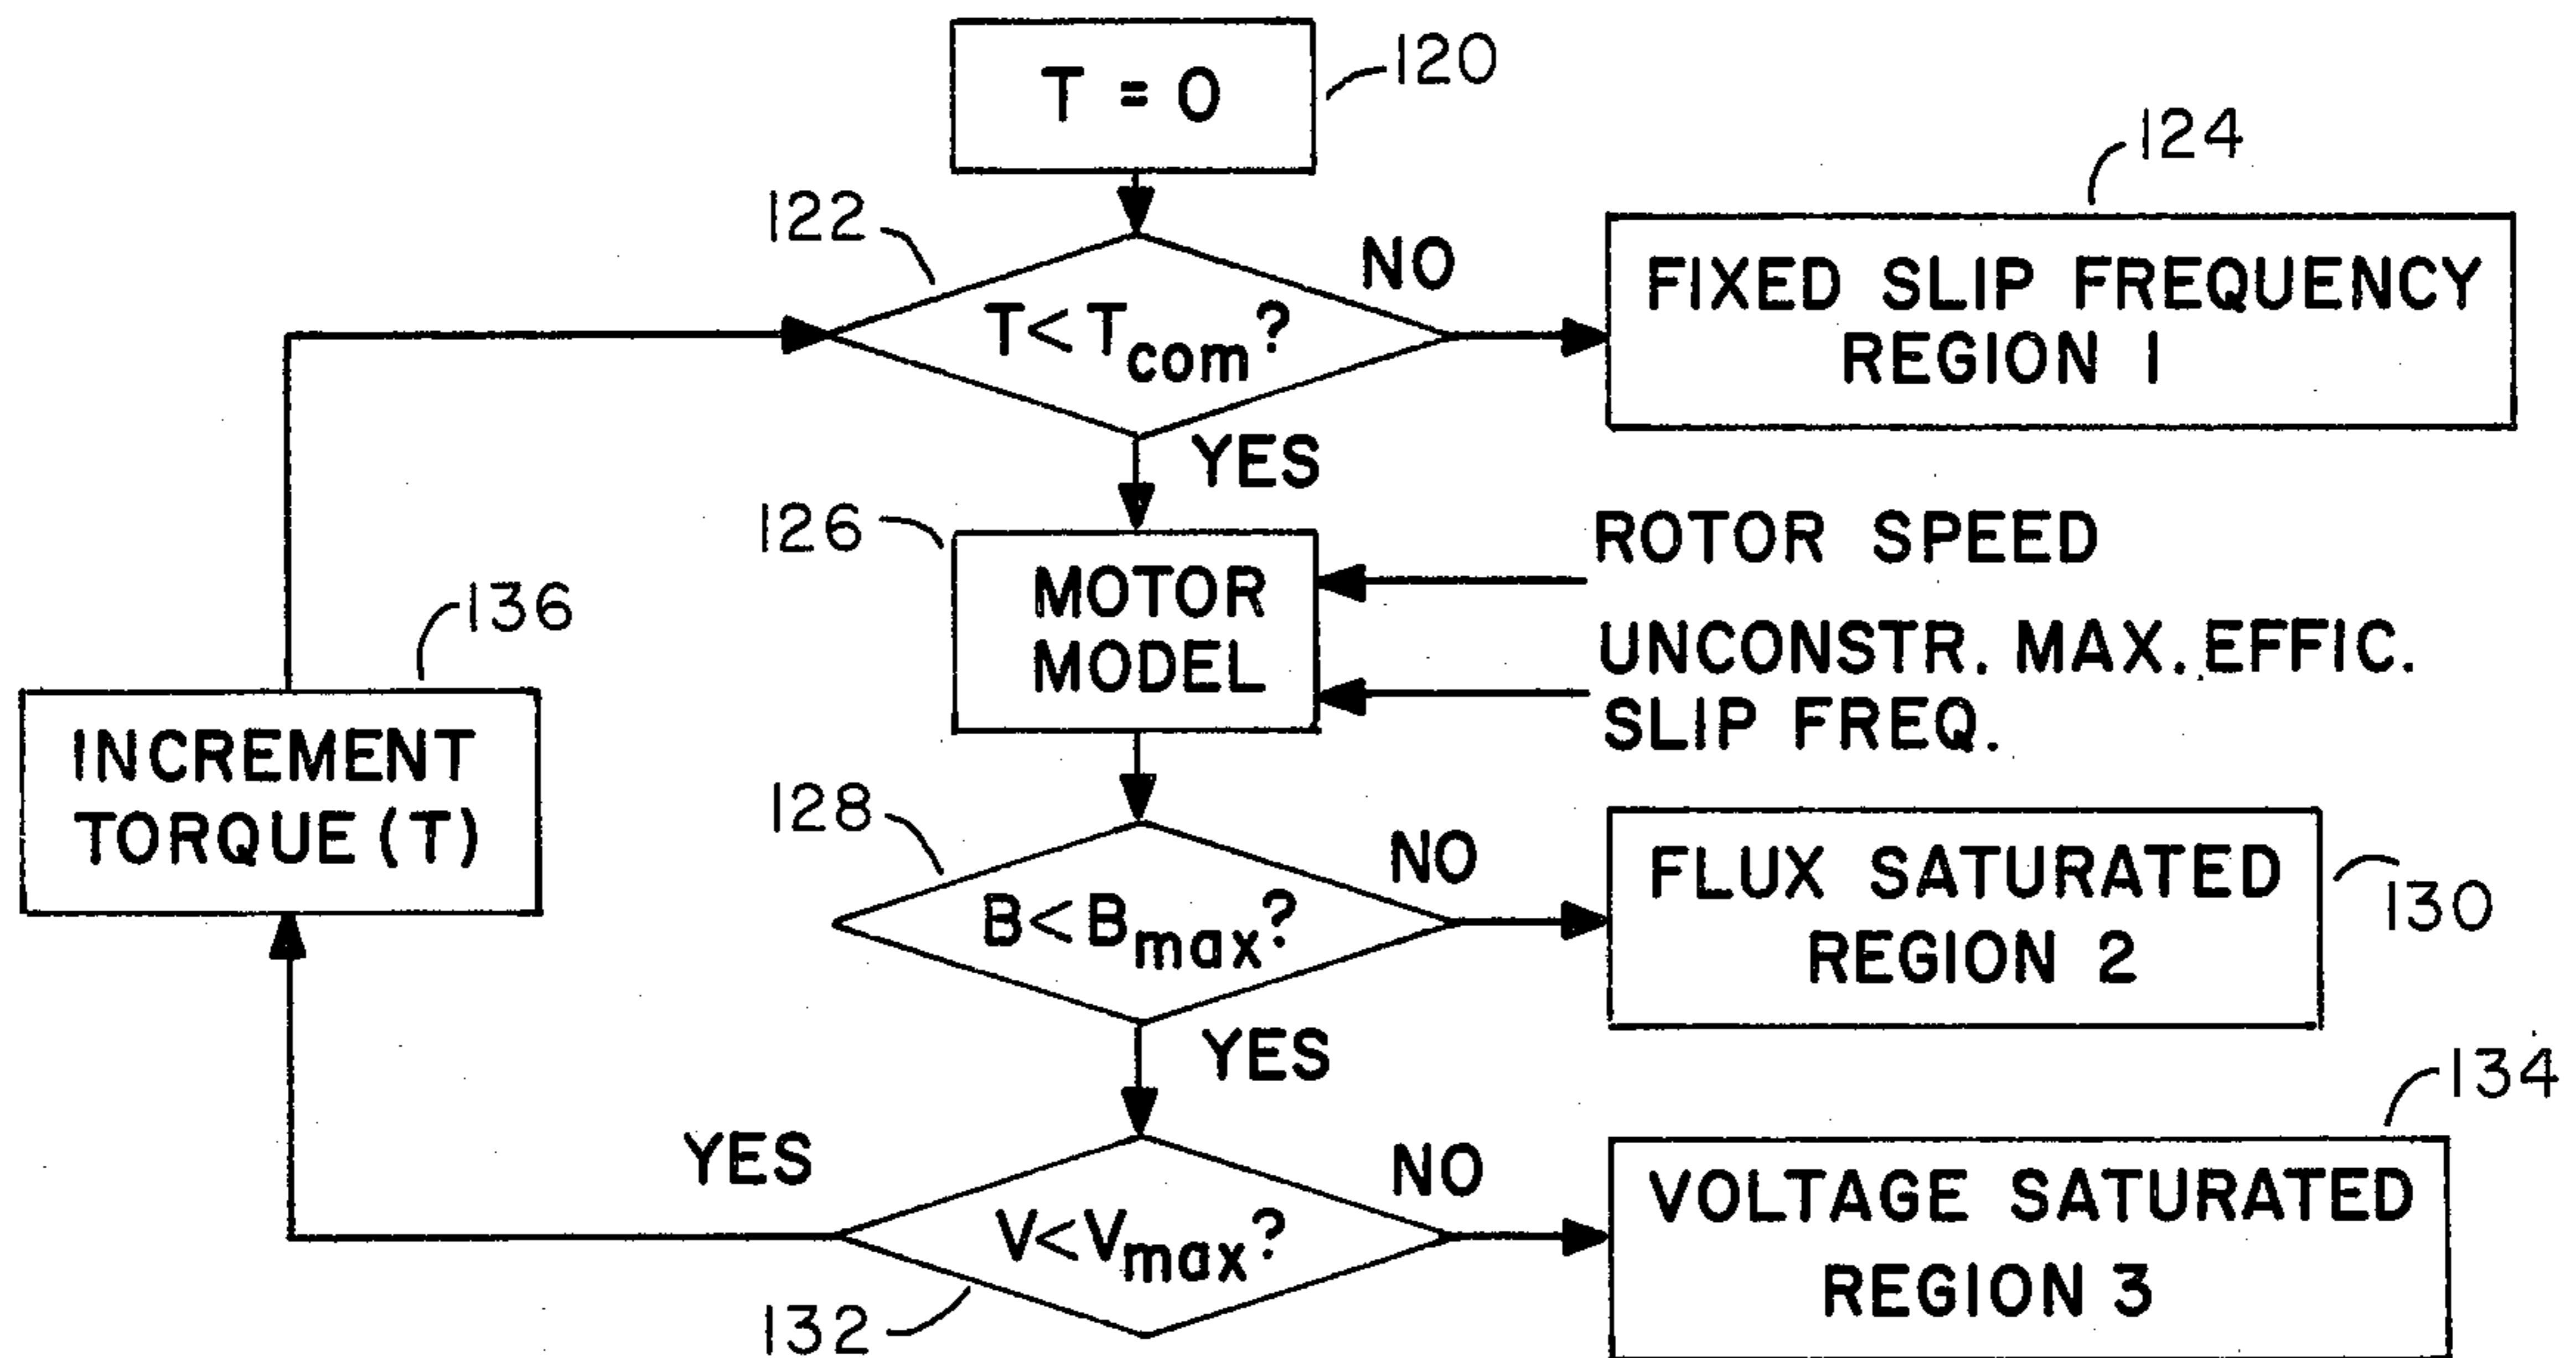 T = 0
120
122
T < Tcom?
NO
124
FIXED SLIP FREQUENCY
REGION 1
YES
126
MOTOR
MODEL
ROTOR SPEED
UNCONSTR. MAX. EFFIC.
SLIP FREQ.
136
INCREMENT
TORQUE (T)
128
B < Bmax?
NO
FLUX SATURATED
REGION 2
130
YES
YES
132
V < Vmax?
NO
134
VOLTAGE SATURATED
REGION 3